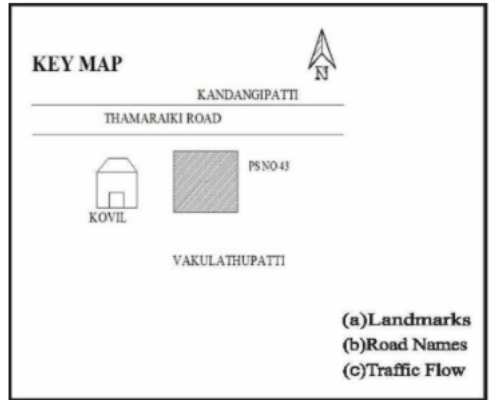 KEY MAP
N
KANDANGIPATTI
THAMARAIKI ROAD
PS NO 43
KOVIL
VAKULATHUPATTI
(a)Landmarks
(b)Road Names
(c)Traffic Flow